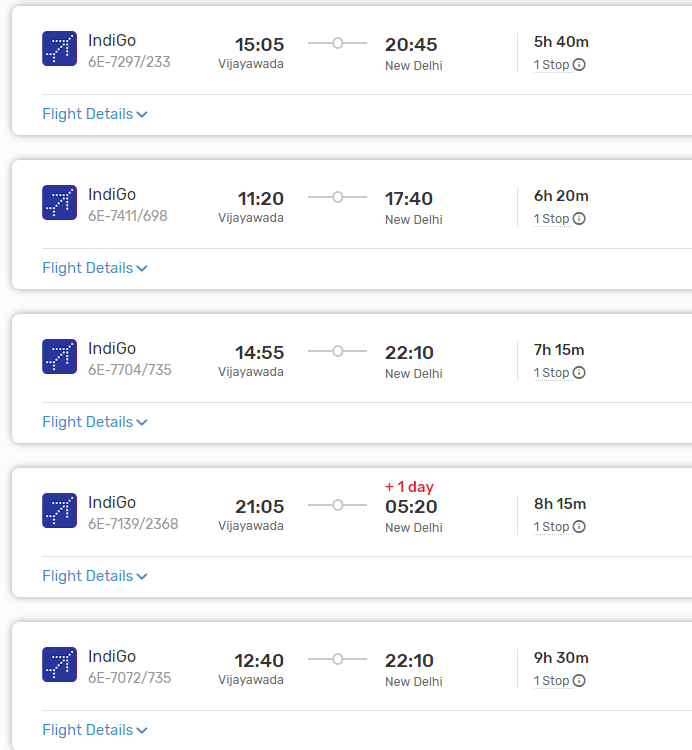 IndiGo 15:05 20:45 5h 40m
6E-7297/233 Vijayawada New Delhi 1 Stop
Flight Details
IndiGo 11:20 17:40 6h 20m
6E-7411/698 Vijayawada New Delhi 1 Stop
Flight Details
IndiGo 14:55 22:10 7h 15m
6E-7704/735 Vijayawada New Delhi 1 Stop
Flight Details
+ 1 day
IndiGo 21:05 05:20 8h 15m
6E-7139/2368 Vijayawada New Delhi 1 Stop
Flight Details
IndiGo 12:40 22:10 9h 30m
6E-7072/735 Vijayawada New Delhi 1 Stop
Flight Details